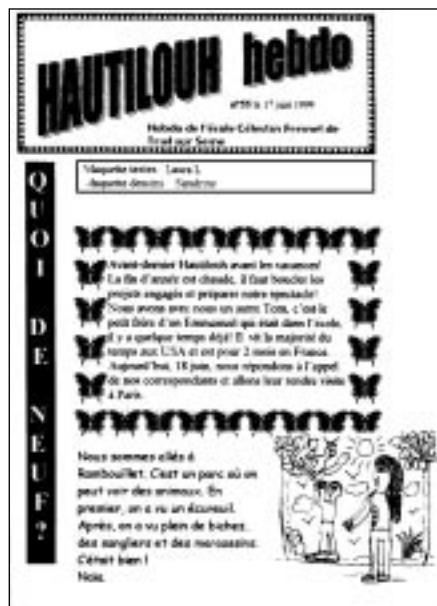 HAUTILOUH hebdo
n°55 le 17 juin 1999
Hebdo de l'école Célestin Freinet de
Triel sur Seine
Maquette textes Laura L
Maquette dessins Sandrine
QUOI DE NEUF?
Avant-dernier Hautilouh avant les vacances!
La fin d'année est chaude, il faut boucler les
projets engagés et préparer notre spectacle!
Nous avons avec nous un autre Tom, c'est le
petit frère d'un Emmanuel qui était dans l'école,
il y a quelque temps déjà! Il vit la majorité du
temps aux USA et est pour 2 mois en France.
Aujourd'hui, 18 juin, nous répondons à l'appel
de nos correspondants et allons leur rendre visite
à Paris.
Nous sommes allés à
Rambouillet. C'est un parc où on
peut voir des animaux. En
premier, on a vu un écureuil.
Après, on a vu plein de biches,
des sangliers et des marcassins.
C'était bien !